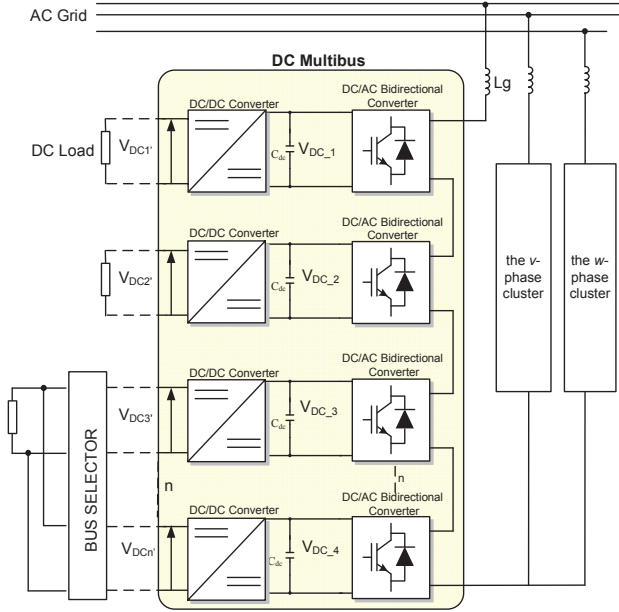 AC Grid
DC Multibus
Lg
DC/DC Converter
DC/AC Bidirectional
Converter
DC Load
VDC1'
Cdc
VDC_1
DC/DC Converter
DC/AC Bidirectional
Converter
VDC2'
Cdc
VDC_2
the v-
phase
cluster
the w-
phase
cluster
DC/DC Converter
DC/AC Bidirectional
Converter
BUS SELECTOR
VDC3'
Cdc
VDC_3
n
n
DC/DC Converter
DC/AC Bidirectional
Converter
VDCn'
Cdc
VDC_4